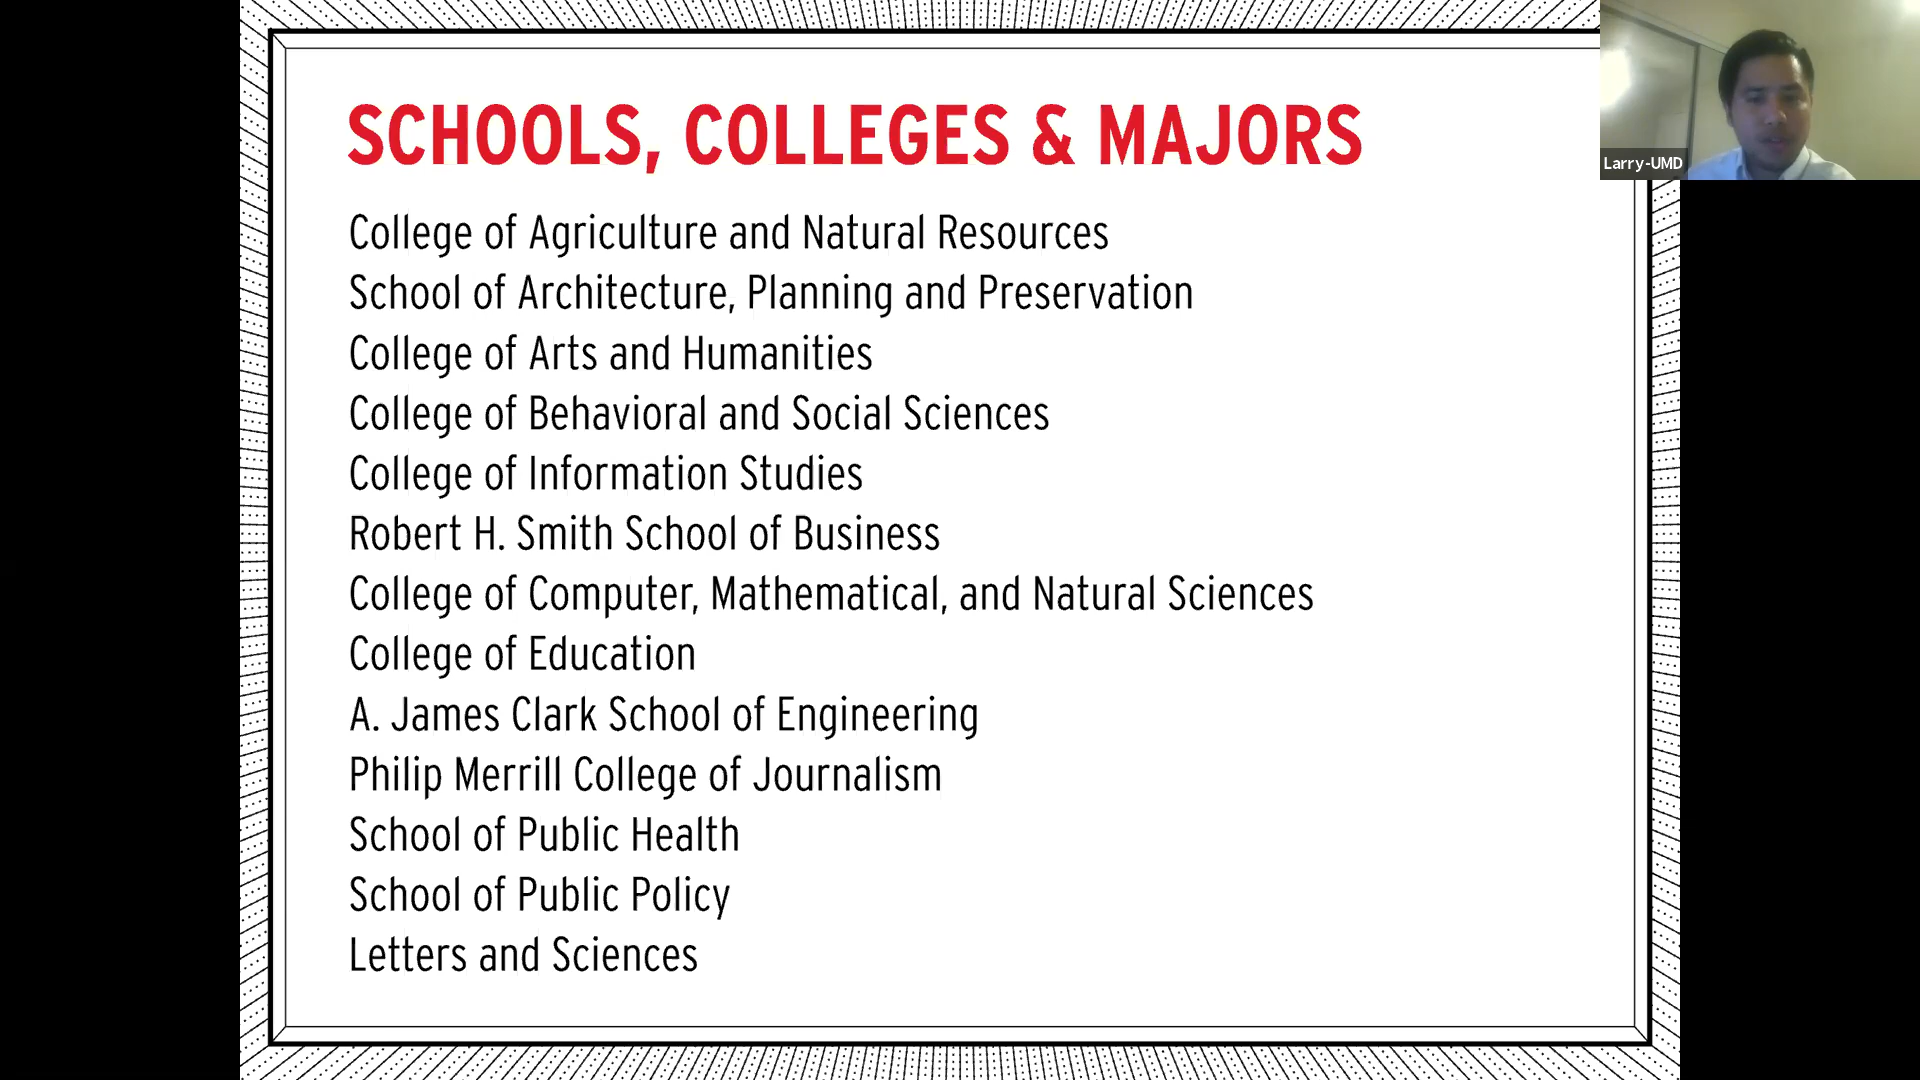 SCHOOLS, COLLEGES & MAJORS
College of Agriculture and Natural Resources
School of Architecture, Planning and Preservation
College of Arts and Humanities
College of Behavioral and Social Sciences
College of Information Studies
Robert H. Smith School of Business
College of Computer, Mathematical, and Natural Sciences
College of Education
A. James Clark School of Engineering
Philip Merrill College of Journalism
School of Public Health
School of Public Policy
Letters and Sciences
Larry-UMD